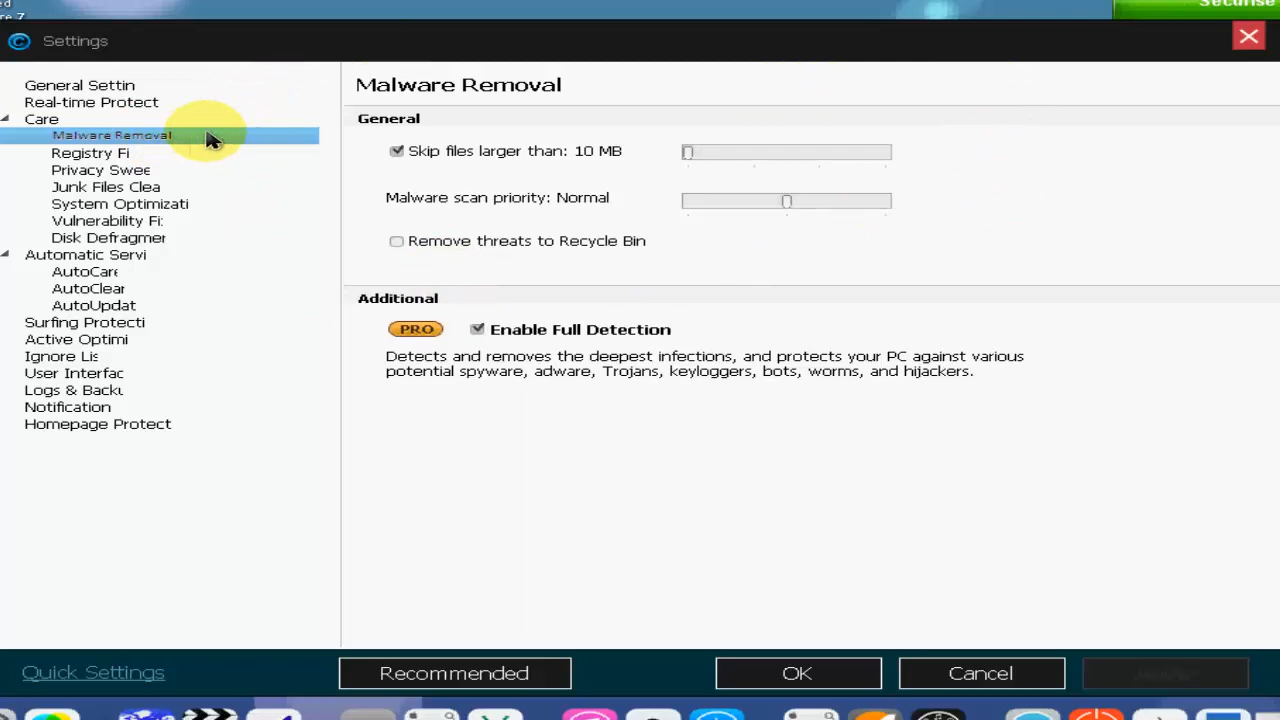 Sécurisé
Settings
General Settin
Real-time Protect
Care
Malware Removal
Registry Fi
Privacy Swee
Junk Files Clea
System Optimizati
Vulnerability Fi
Disk Defragmer
Automatic Servi
AutoCare
AutoClear
AutoUpdat
Surfing Protecti
Active Optimi
Ignore Lis
User Interfac
Logs & Backu
Notification
Homepage Protect
Malware Removal
General
Skip files larger than: 10 MB
Malware scan priority: Normal
Remove threats to Recycle Bin
Additional
PRO Enable Full Detection
Detects and removes the deepest infections, and protects your PC against various
potential spyware, adware, Trojans, keyloggers, bots, worms, and hijackers.
Quick Settings
Recommended
OK
Cancel